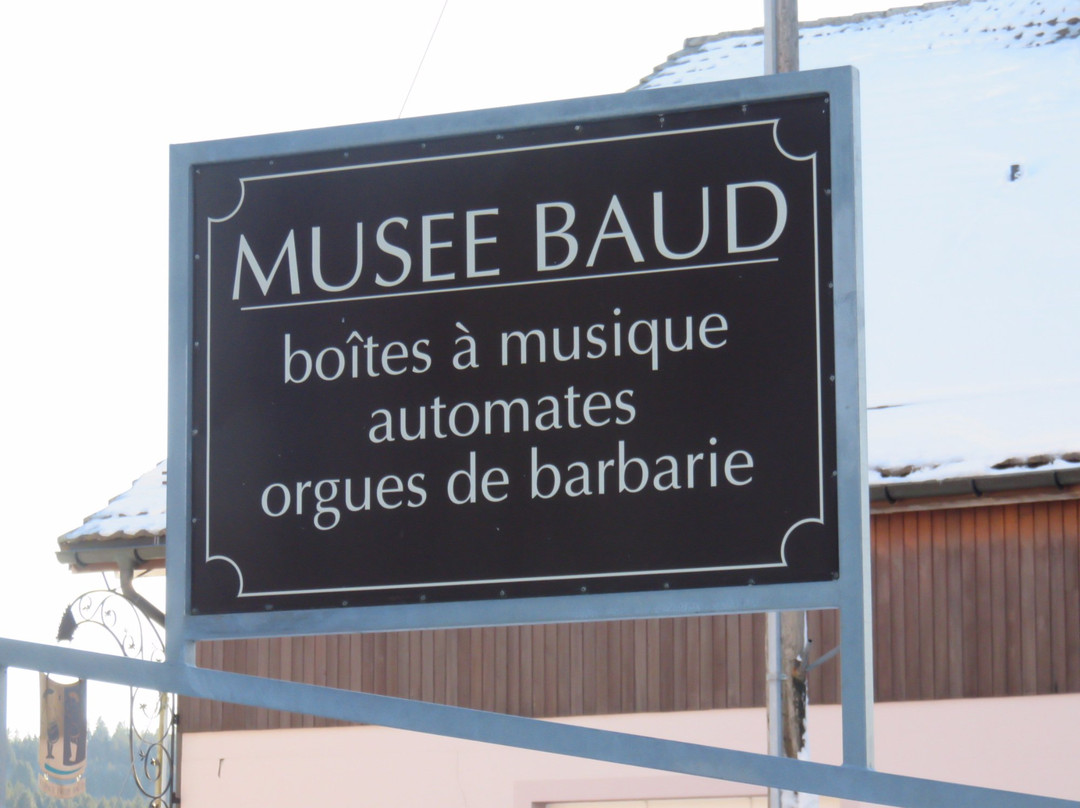 MUSEE BAUD
boîtes à musique
automates
orgues de barbarie